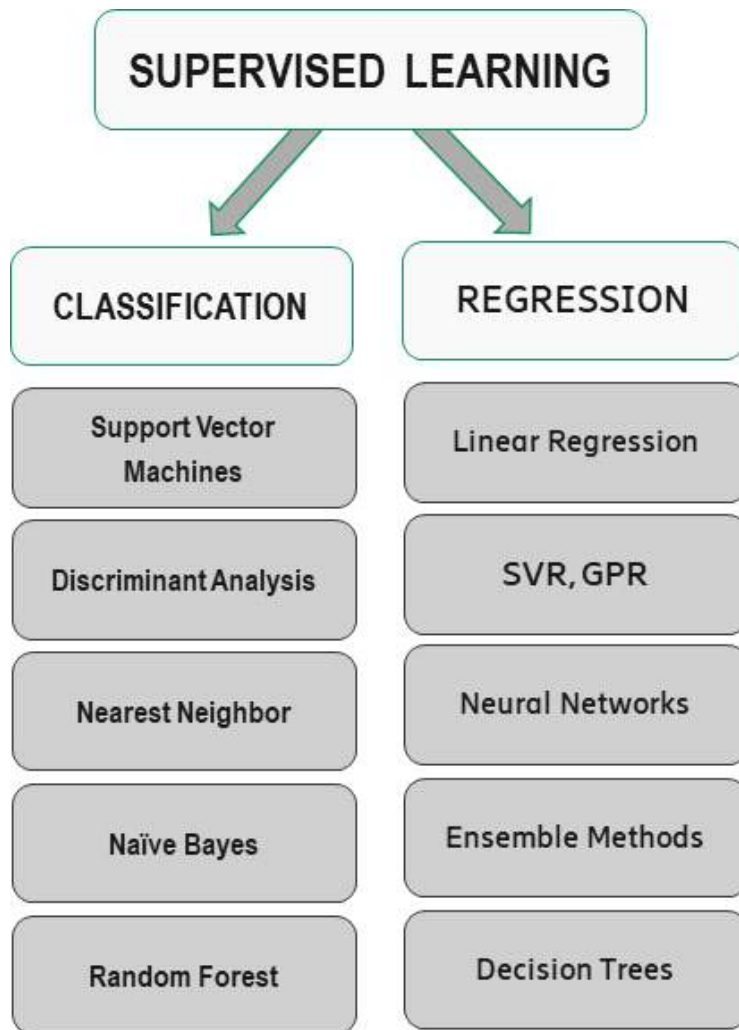 SUPERVISED LEARNING
CLASSIFICATION
Support Vector
Machines
Discriminant Analysis
Nearest Neighbor
Naïve Bayes
Random Forest
REGRESSION
Linear Regression
SVR, GPR
Neural Networks
Ensemble Methods
Decision Trees